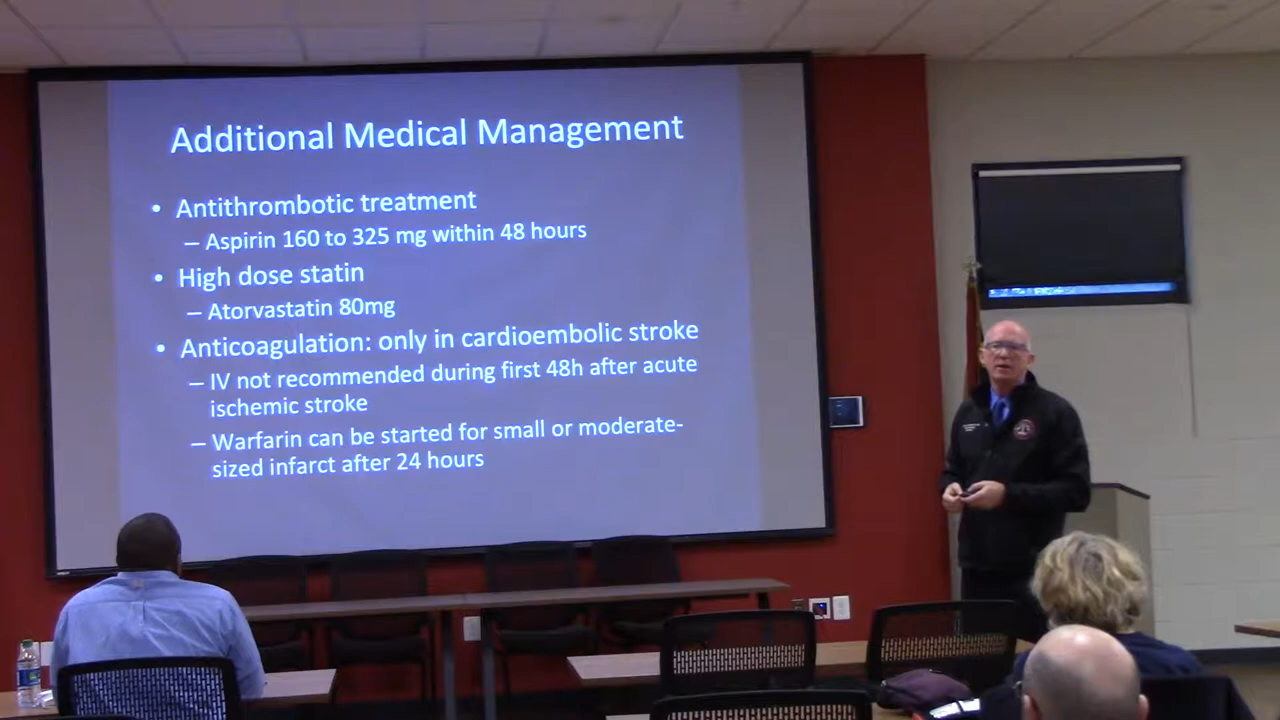 Additional Medical Management
• Antithrombotic treatment
– Aspirin 160 to 325 mg within 48 hours
• High dose statin
– Atorvastatin 80mg
• Anticoagulation: only in cardioembolic stroke
– IV not recommended during first 48h after acute
ischemic stroke
– Warfarin can be started for small or moderate-
sized infarct after 24 hours